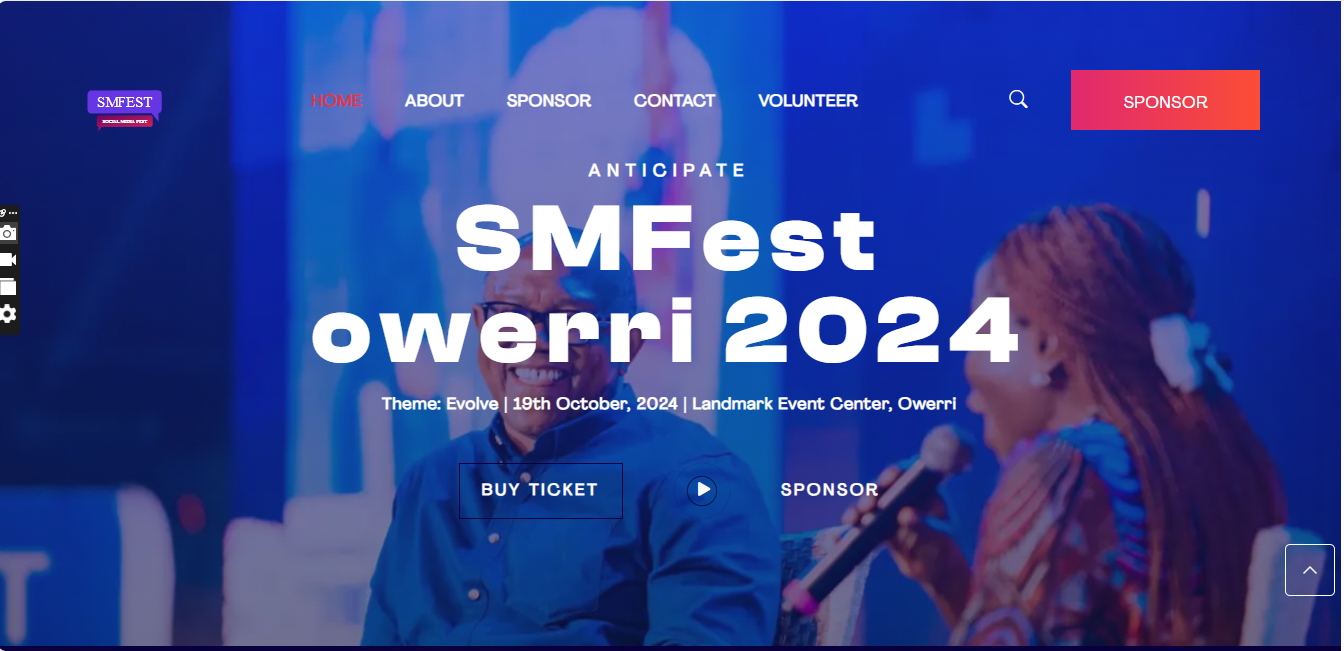 SMFEST
SOCIAL MEDIA FEST
HOME ABOUT SPONSOR CONTACT VOLUNTEER
SPONSOR
ANTICIPATE
SMFest
owerri 2024
Theme: Evolve | 19th October, 2024 | Landmark Event Center, Owerri
BUY TICKET
SPONSOR
T